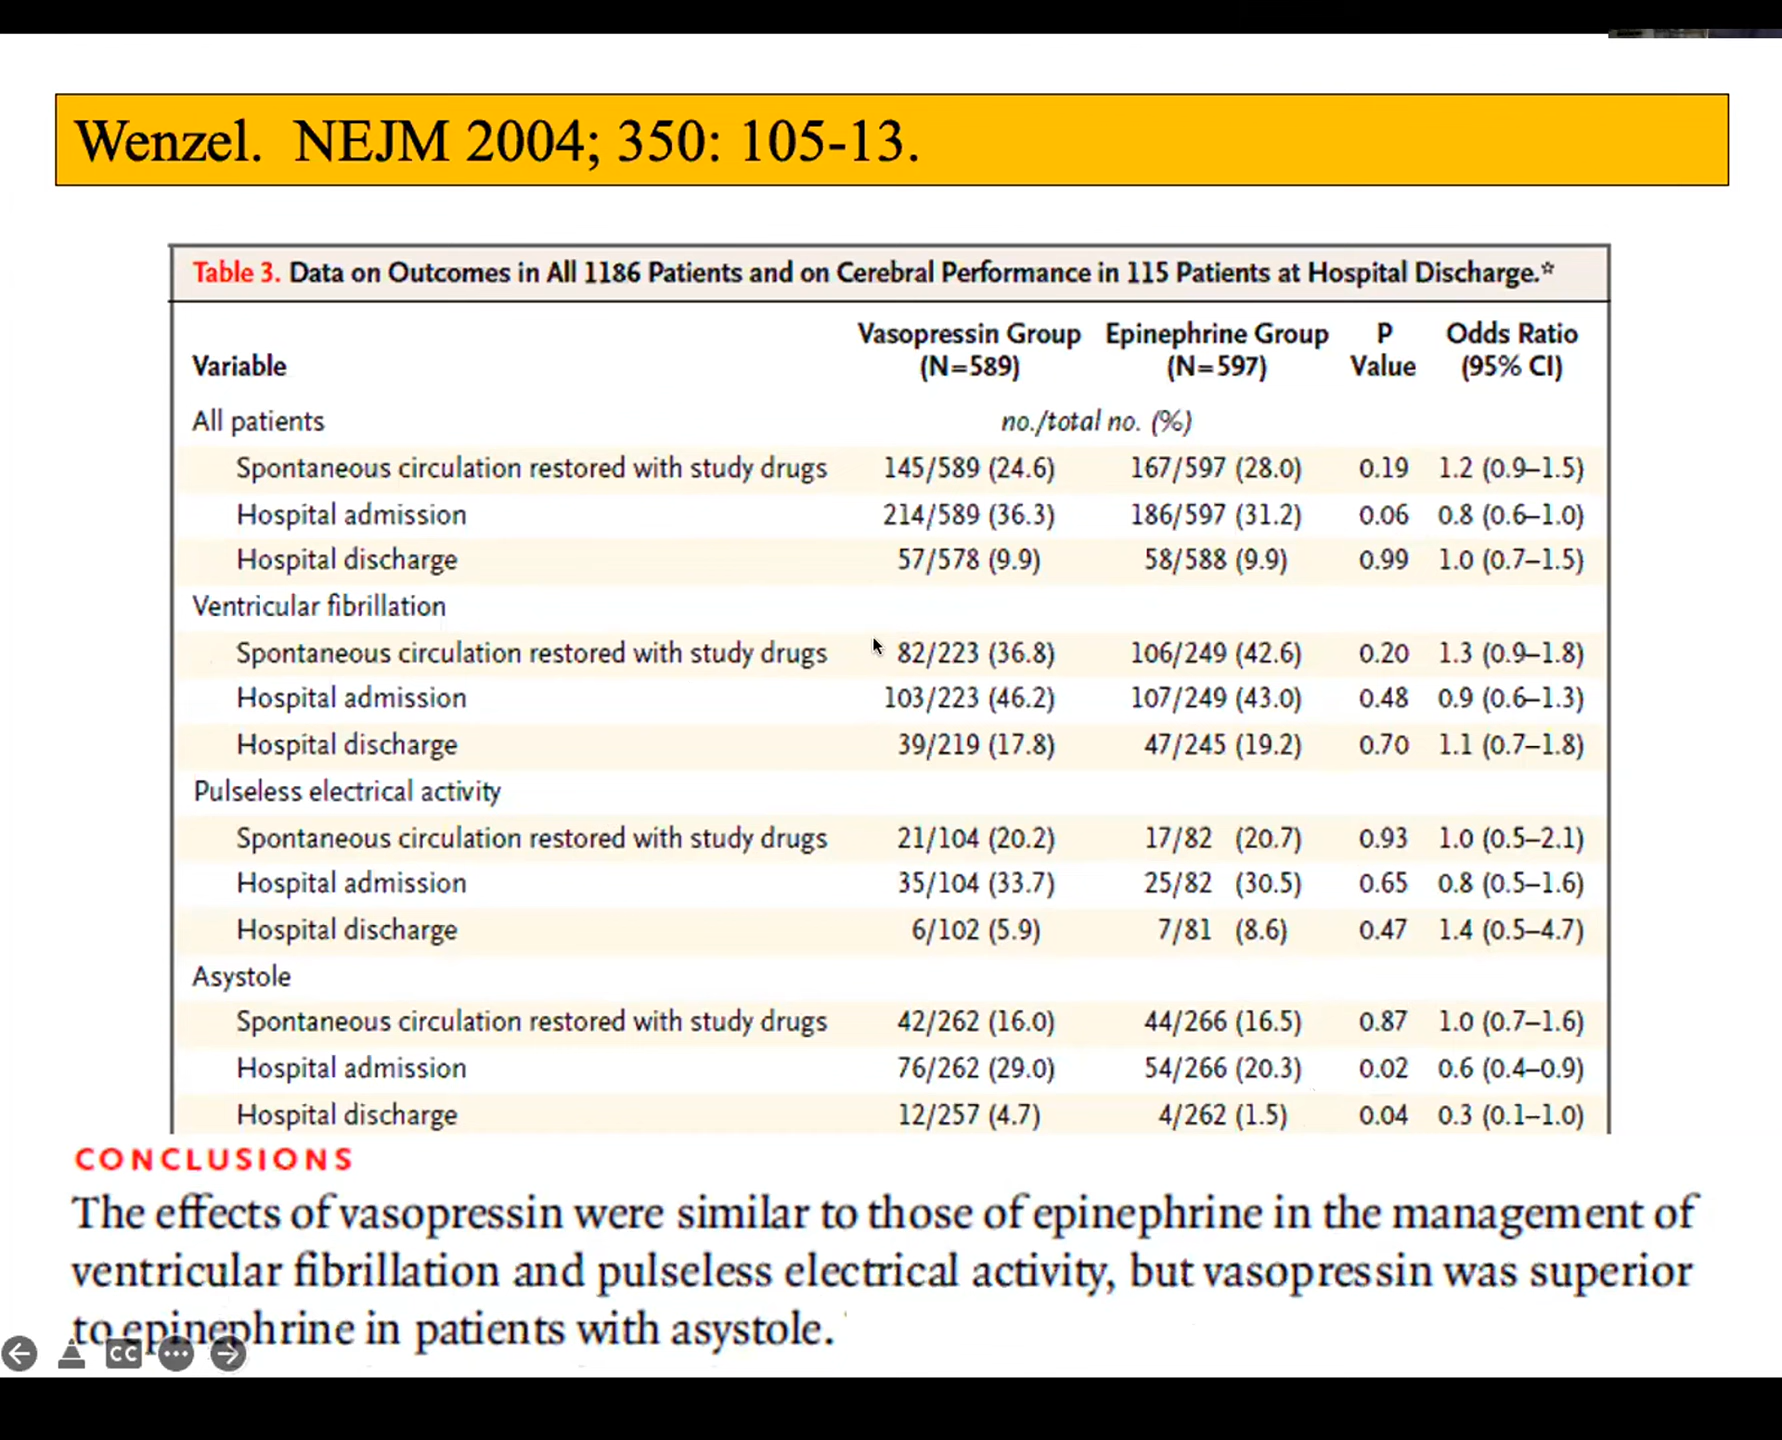 Wenzel. NEJM 2004; 350: 105-13.
Table 3. Data on Outcomes in All 1186 Patients and on Cerebral Performance in 115 Patients at Hospital Discharge.*
Variable Vasopressin Group (N=589) Epinephrine Group (N=597) P Value Odds Ratio (95% CI)
All patients no./total no. (%)
Spontaneous circulation restored with study drugs 145/589 (24.6) 167/597 (28.0) 0.19 1.2 (0.9–1.5)
Hospital admission 214/589 (36.3) 186/597 (31.2) 0.06 0.8 (0.6–1.0)
Hospital discharge 57/578 (9.9) 58/588 (9.9) 0.99 1.0 (0.7–1.5)
Ventricular fibrillation
Spontaneous circulation restored with study drugs 82/223 (36.8) 106/249 (42.6) 0.20 1.3 (0.9–1.8)
Hospital admission 103/223 (46.2) 107/249 (43.0) 0.48 0.9 (0.6–1.3)
Hospital discharge 39/219 (17.8) 47/245 (19.2) 0.70 1.1 (0.7–1.8)
Pulseless electrical activity
Spontaneous circulation restored with study drugs 21/104 (20.2) 17/82 (20.7) 0.93 1.0 (0.5–2.1)
Hospital admission 35/104 (33.7) 25/82 (30.5) 0.65 0.8 (0.5–1.6)
Hospital discharge 6/102 (5.9) 7/81 (8.6) 0.47 1.4 (0.5–4.7)
Asystole
Spontaneous circulation restored with study drugs 42/262 (16.0) 44/266 (16.5) 0.87 1.0 (0.7–1.6)
Hospital admission 76/262 (29.0) 54/266 (20.3) 0.02 0.6 (0.4–0.9)
Hospital discharge 12/257 (4.7) 4/262 (1.5) 0.04 0.3 (0.1–1.0)
CONCLUSIONS
The effects of vasopressin were similar to those of epinephrine in the management of
ventricular fibrillation and pulseless electrical activity, but vasopressin was superior
to epinephrine in patients with asystole.
CC